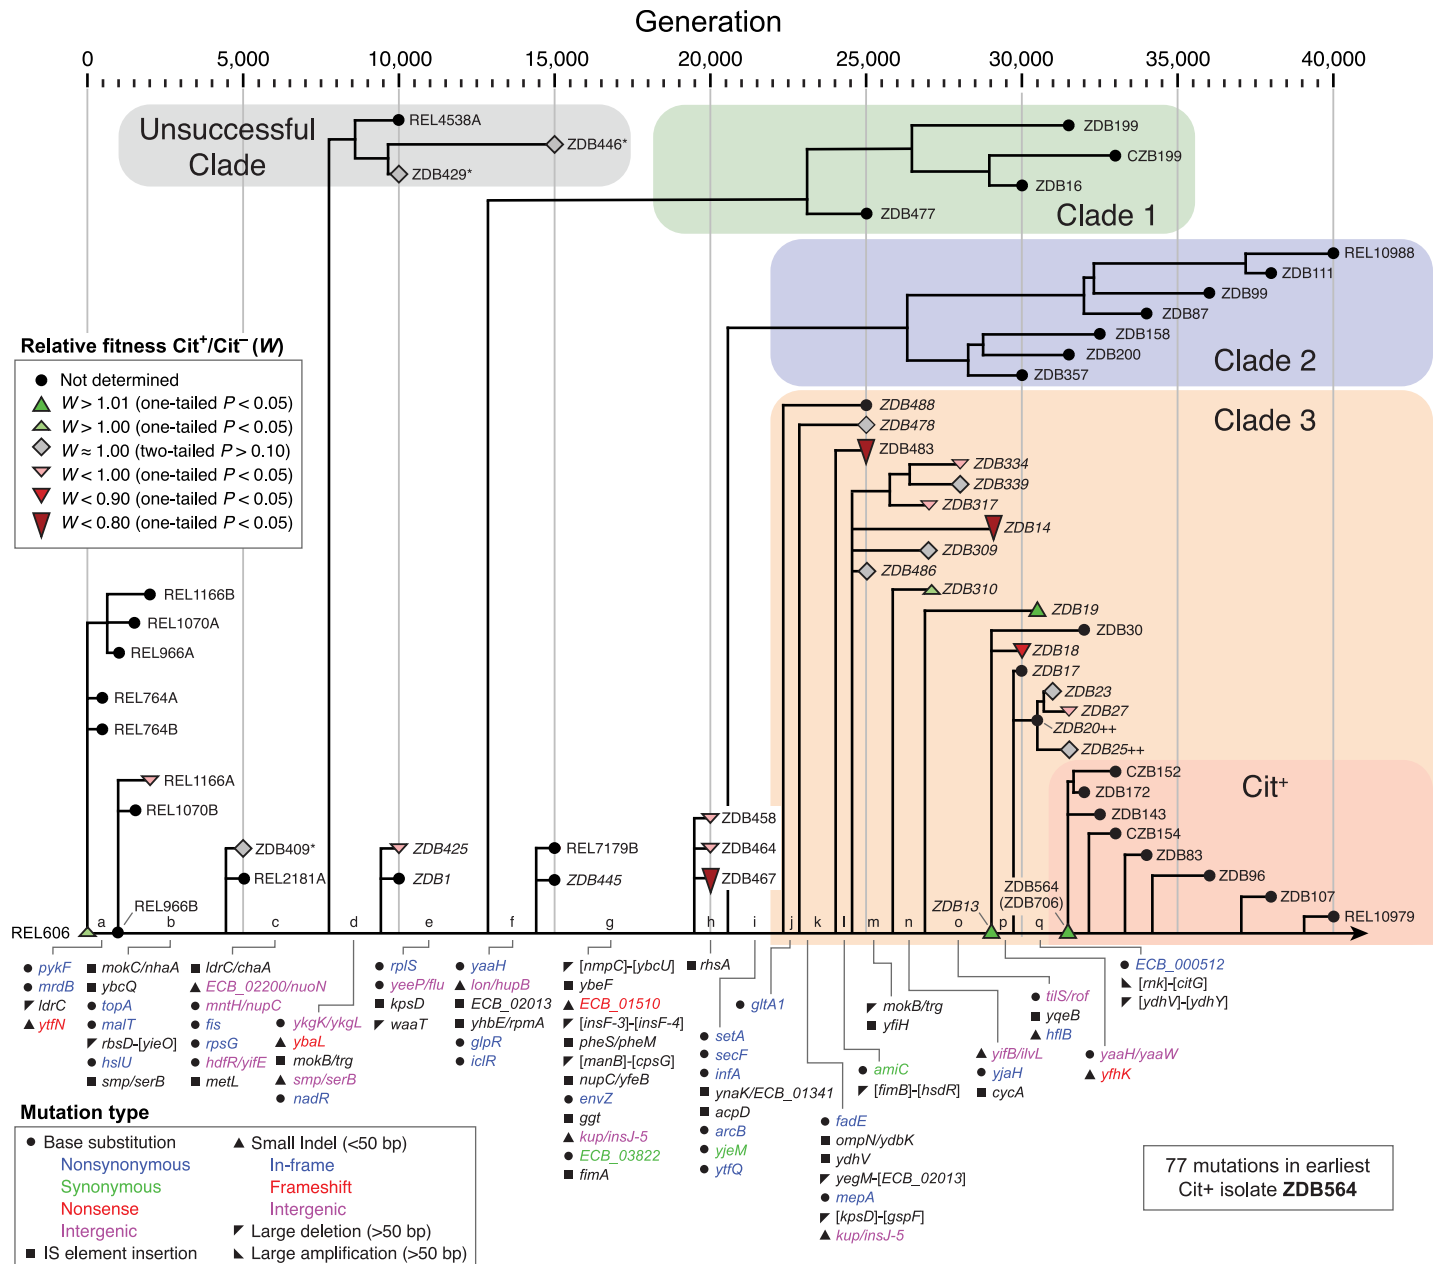 Generation
0 5,000 10,000 15,000 20,000 25,000 30,000 35,000 40,000
Unsuccessful
Clade
REL4538A
ZDB446*
ZDB429*
ZDB199
CZB199
ZDB16
ZDB477
Clade 1
REL10988
ZDB111
ZDB99
ZDB87
ZDB158
ZDB200
ZDB357
Clade 2
Relative fitness Cit+/Cit– (W)
Not determined
W > 1.01 (one-tailed P < 0.05)
W > 1.00 (one-tailed P < 0.05)
W ≈ 1.00 (two-tailed P > 0.10)
W < 1.00 (one-tailed P < 0.05)
W < 0.90 (one-tailed P < 0.05)
W < 0.80 (one-tailed P < 0.05)
Clade 3
ZDB488
ZDB478
ZDB483
ZDB334
ZDB339
ZDB317
ZDB14
ZDB309
ZDB486
ZDB310
ZDB19
ZDB30
ZDB18
ZDB17
ZDB23
ZDB27
ZDB20++
ZDB25++
Cit+
CZB152
ZDB172
ZDB143
CZB154
ZDB83
ZDB96
ZDB107
REL10979
ZDB564
(ZDB706)
ZDB13
REL1166B
REL1070A
REL966A
REL764A
REL764B
REL1166A
REL1070B
ZDB409*
REL2181A
ZDB425
ZDB1
REL7179B
ZDB445
ZDB458
ZDB464
ZDB467
REL966B
REL606
a b c d e f g h i j k l m n o p q
pykF
mrdB
ldrC
ytfN
mokC/nhaA
ybcQ
topA
malT
rbsD-[yieO]
hslU
smp/serB
ldrC/chaA
ECB_02200/nuoN
mntH/nupC
fis
rpsG
hdfR/yifE
metL
ykgK/ykgL
ybaL
mokB/trg
smp/serB
nadR
rplS
yeeP/flu
kpsD
waaT
yaaH
lon/hupB
ECB_02013
yhbE/rpmA
glpR
iclR
[nmpC]-[ybcU]
ybeF
ECB_01510
[insF-3]-[insF-4]
pheS/pheM
[manB]-[cpsG]
nupC/yfeB
envZ
ggt
kup/insJ-5
ECB_03822
fimA
rhsA
setA
secF
infA
ynaK/ECB_01341
acpD
arcB
yjeM
ytfQ
gltA1
fadE
ompN/ydbK
ydhV
yegM-[ECB_02013]
mepA
[kpsD]-[gspF]
kup/insJ-5
amiC
[fimB]-[hsdR]
mokB/trg
yfiH
yifB/ilvL
yjaH
cycA
tilS/rof
yqeB
hflB
yaaH/yaaW
yfhK
ECB_000512
[rnk]-[citG]
[ydhV]-[ydhY]
Mutation type
Base substitution
Nonsynonymous
Synonymous
Nonsense
Intergenic
IS element insertion
Small Indel (<50 bp)
In-frame
Frameshift
Intergenic
Large deletion (>50 bp)
Large amplification (>50 bp)
77 mutations in earliest
Cit+ isolate ZDB564